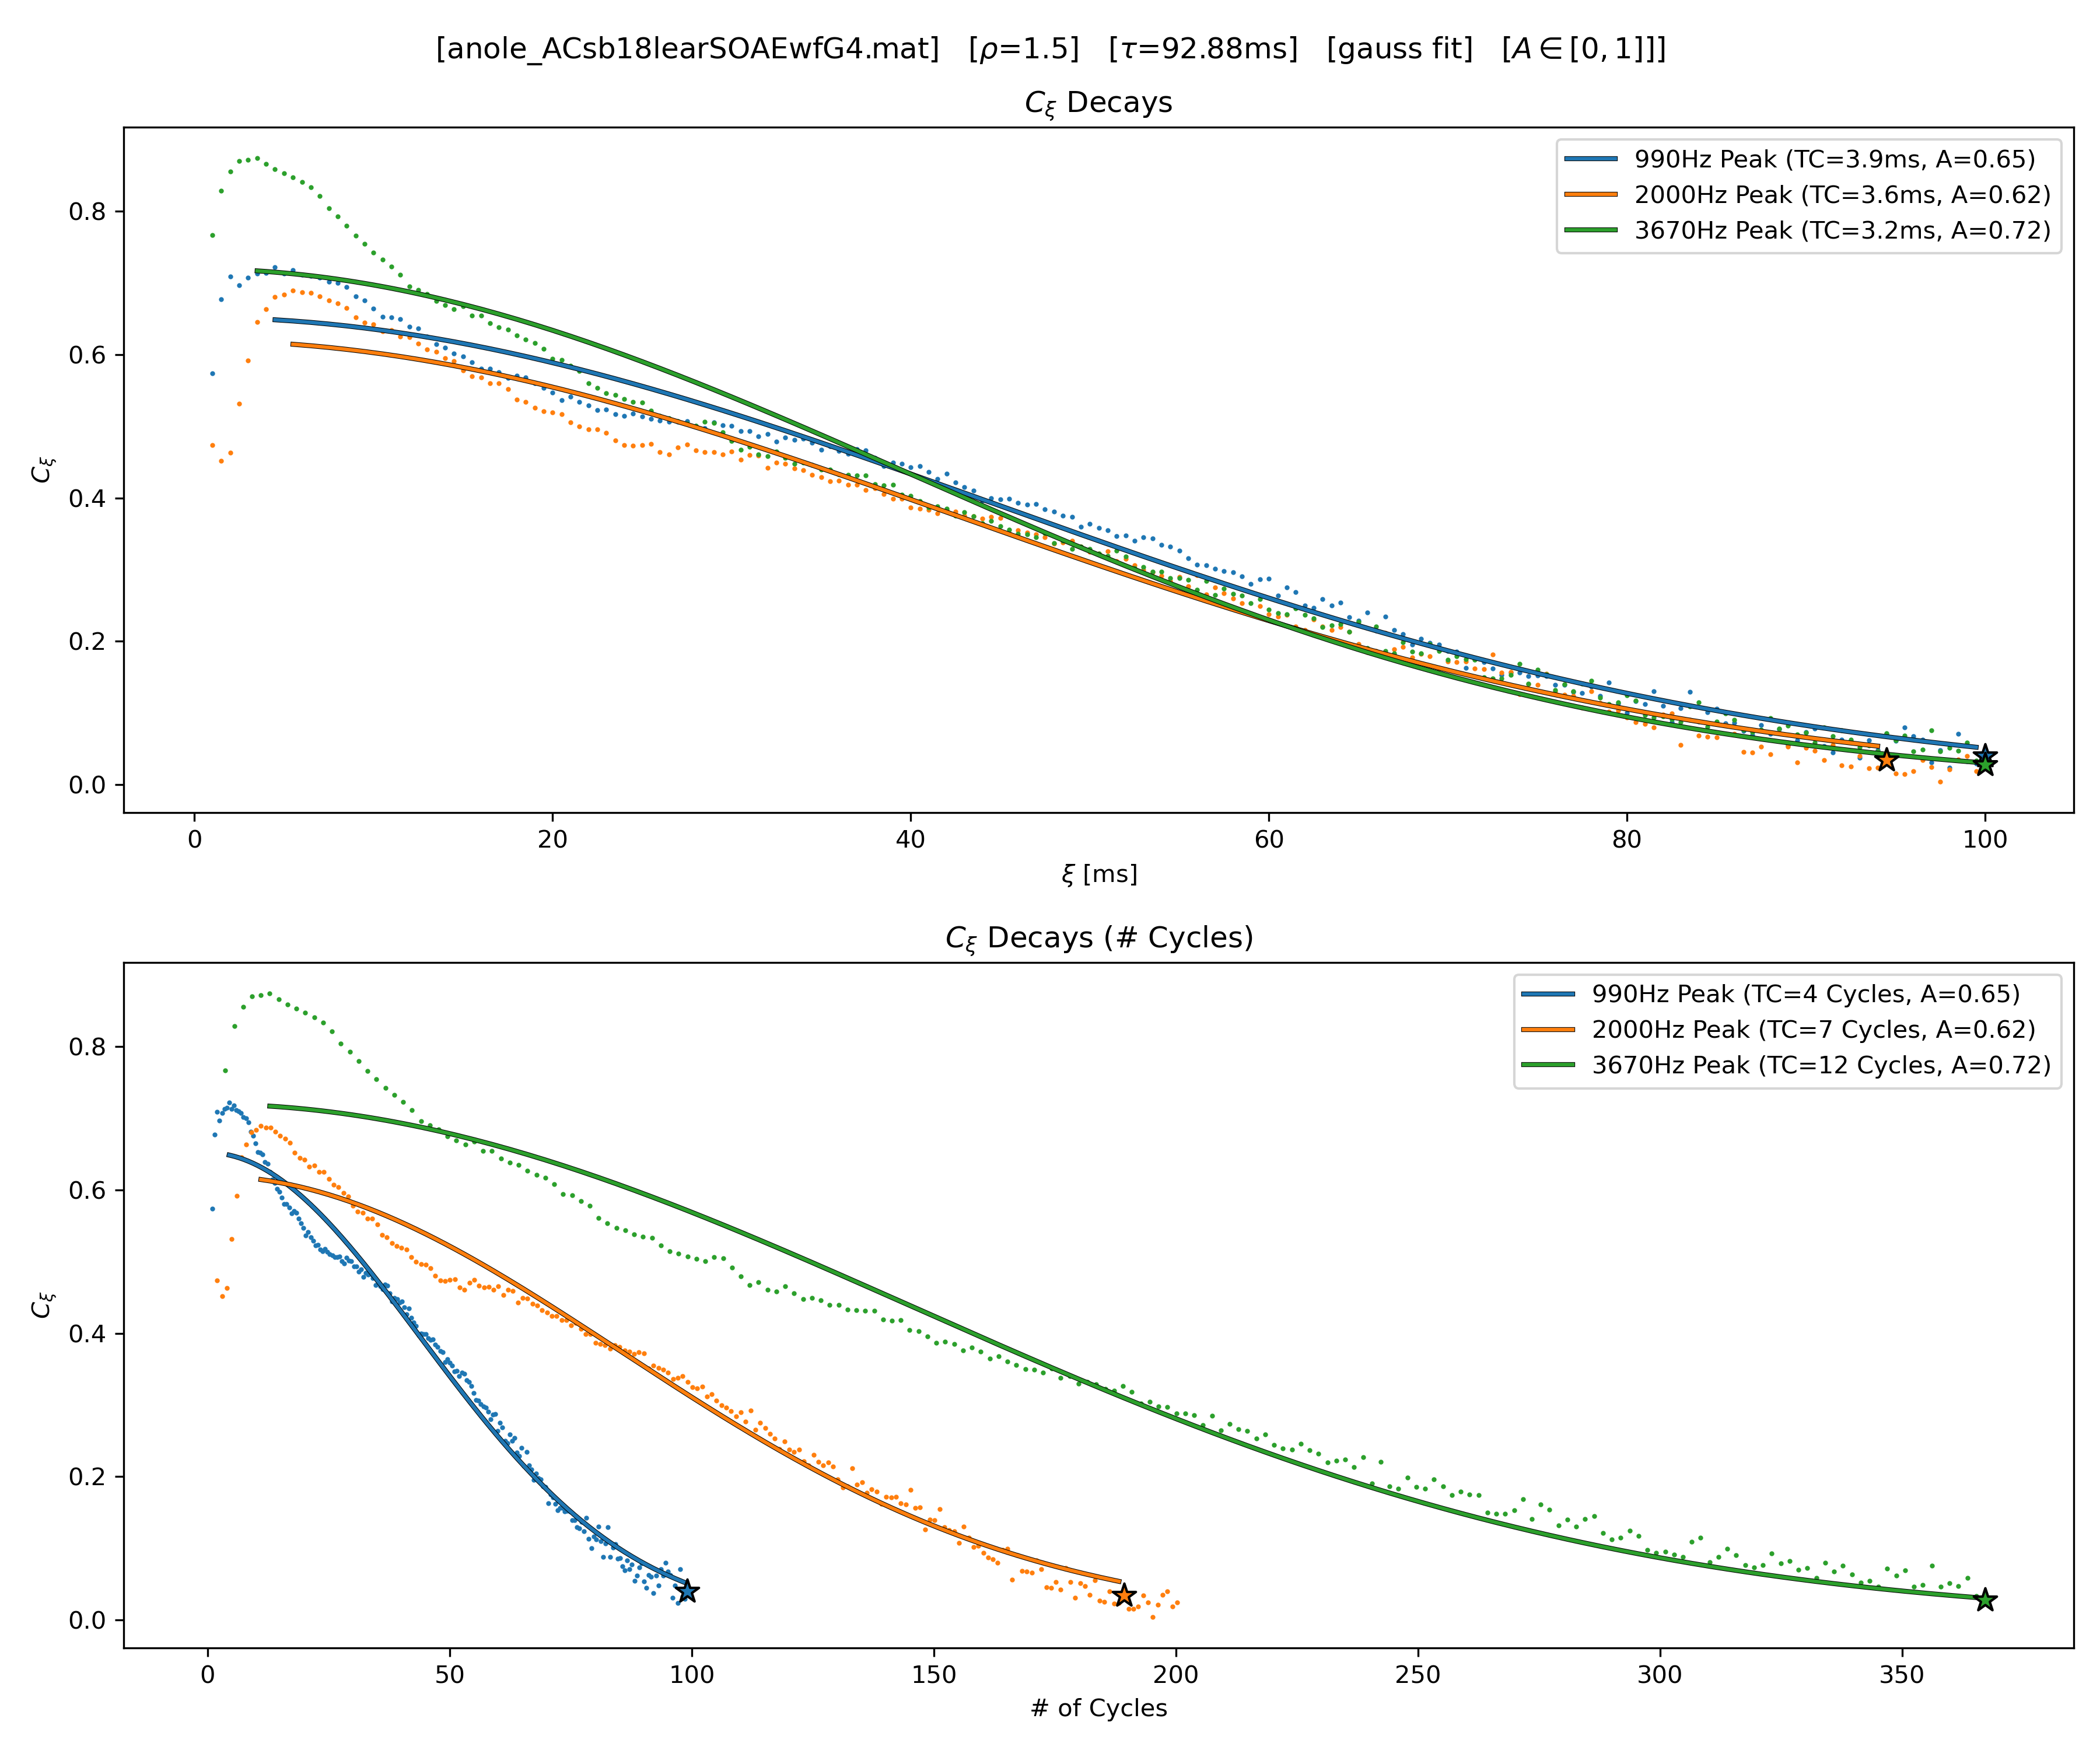 [anole_ACsb18learSOAEwfG4.mat] [ρ=1.5] [τ=92.88ms] [gauss fit] [A ∈ [0, 1]]]
C_ξ Decays
990Hz Peak (TC=3.9ms, A=0.65)
2000Hz Peak (TC=3.6ms, A=0.62)
3670Hz Peak (TC=3.2ms, A=0.72)
C_ξ
0.8
0.6
0.4
0.2
0.0
0 20 40 60 80 100
ξ [ms]
C_ξ Decays (# Cycles)
990Hz Peak (TC=4 Cycles, A=0.65)
2000Hz Peak (TC=7 Cycles, A=0.62)
3670Hz Peak (TC=12 Cycles, A=0.72)
C_ξ
0.8
0.6
0.4
0.2
0.0
0 50 100 150 200 250 300 350
# of Cycles